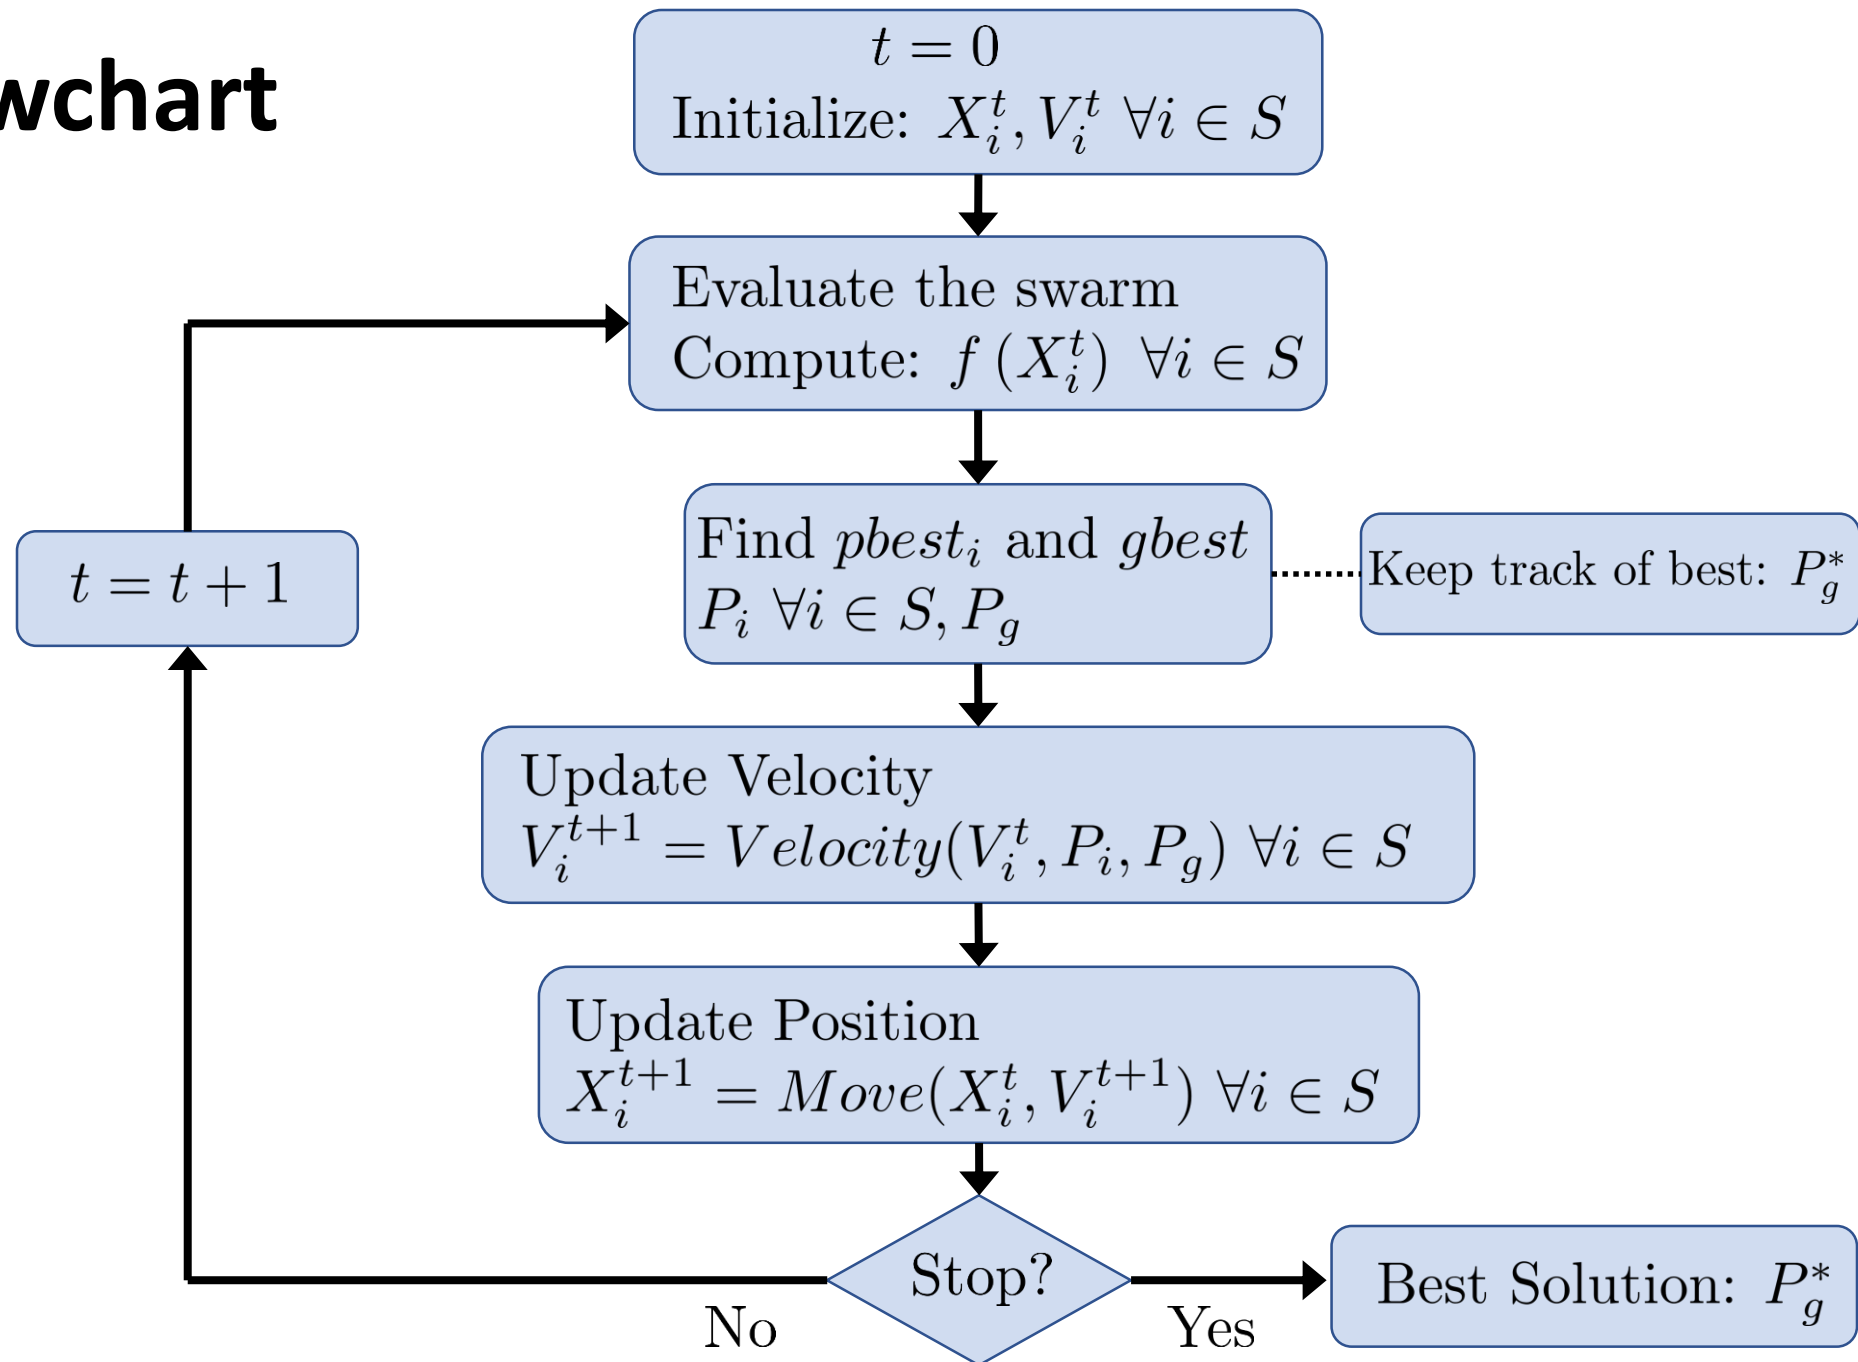 wchart
t = 0
Initialize: X_i^t, V_i^t ∀i ∈ S
Evaluate the swarm
Compute: f (X_i^t) ∀i ∈ S
Find pbest_i and gbest
P_i ∀i ∈ S, P_g
Keep track of best: P_g^*
t = t + 1
Update Velocity
V_i^{t+1} = Velocity(V_i^t, P_i, P_g) ∀i ∈ S
Update Position
X_i^{t+1} = Move(X_i^t, V_i^{t+1}) ∀i ∈ S
Stop?
No
Yes
Best Solution: P_g^*